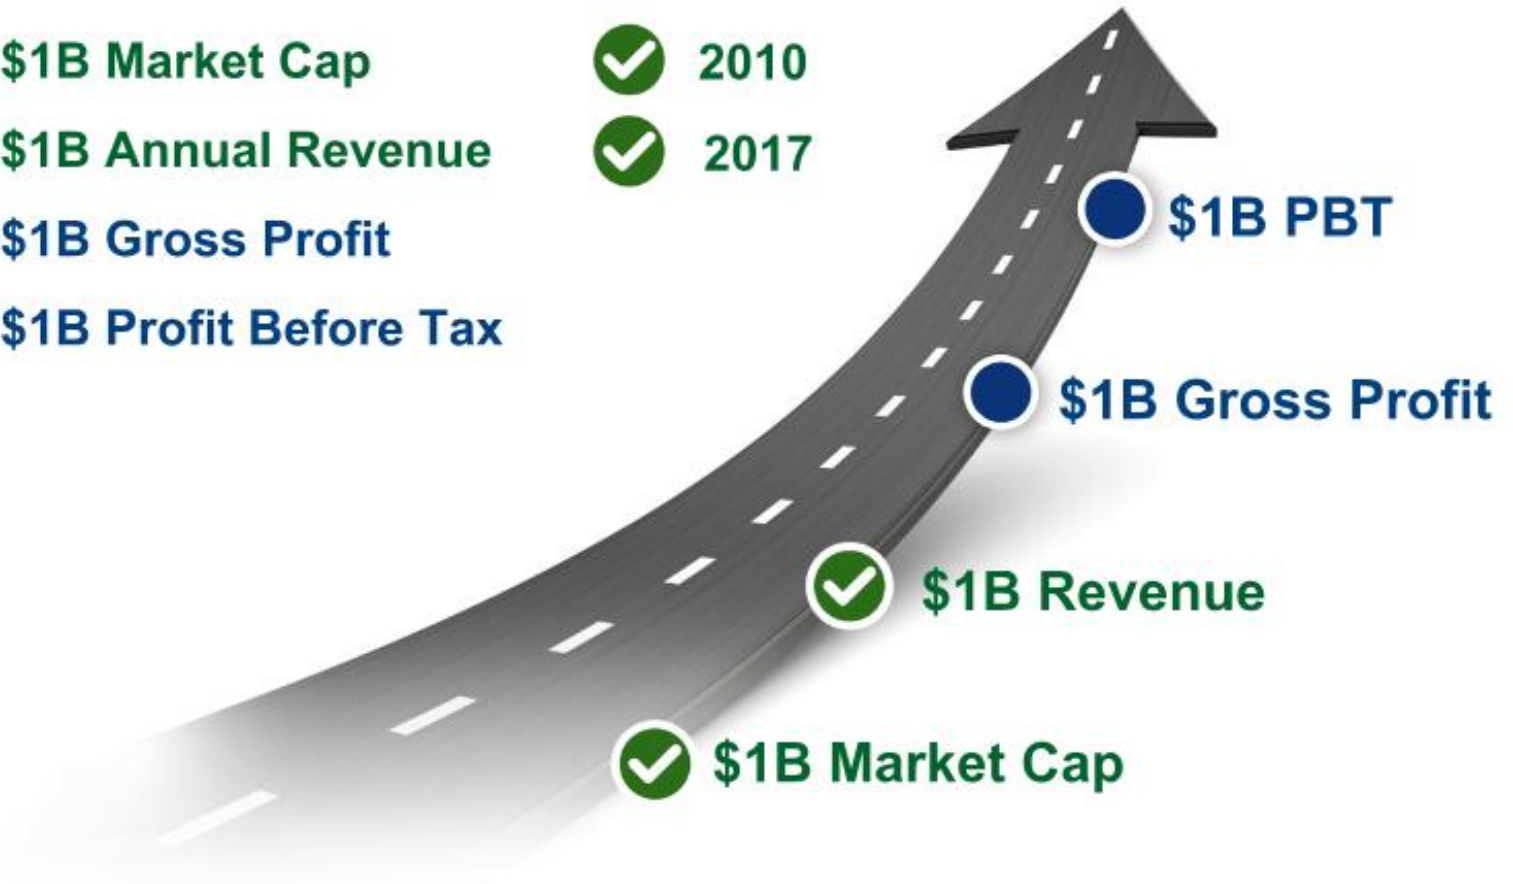 $1B Market Cap 2010
$1B Annual Revenue 2017
$1B Gross Profit
$1B Profit Before Tax
$1B PBT
$1B Gross Profit
$1B Revenue
$1B Market Cap